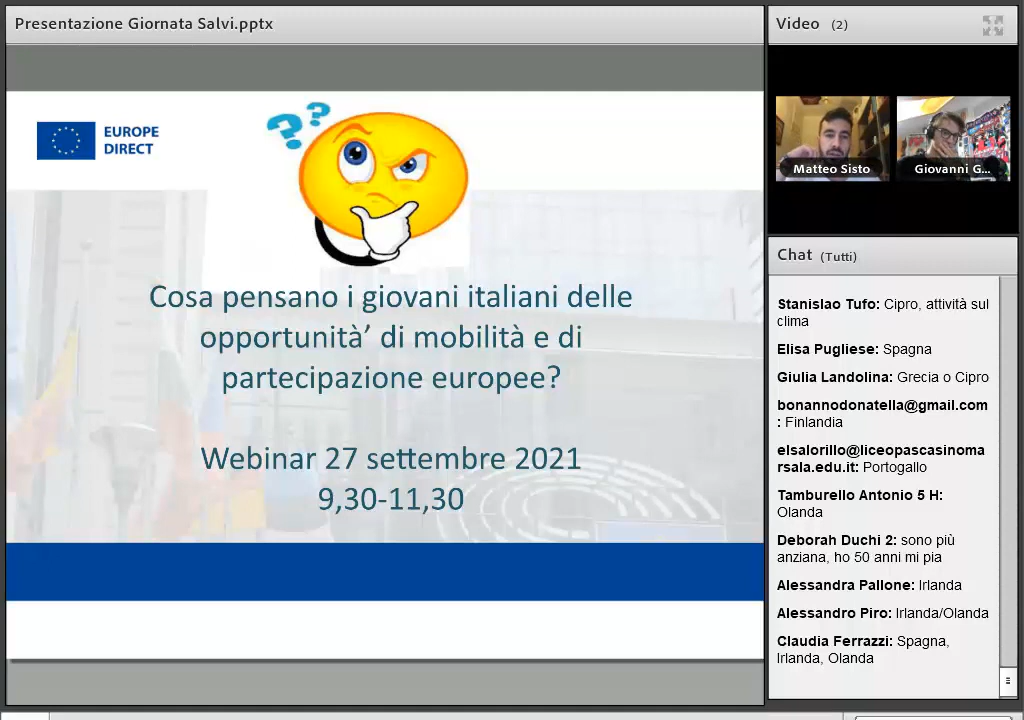 Presentazione Giornata Salvi.pptx
EUROPE
DIRECT
Cosa pensano i giovani italiani delle
opportunità’ di mobilità e di
partecipazione europee?
Webinar 27 settembre 2021
9,30-11,30
Video (2)
Matteo Sisto
Giovanni G...
Chat (Tutti)
Stanislao Tufo: Cipro, attività sul
clima
Elisa Pugliese: Spagna
Giulia Landolina: Grecia o Cipro
bonannodonatella@gmail.com
: Finlandia
elsalorillo@liceopascasinoma
rsala.edu.it: Portogallo
Tamburello Antonio 5 H:
Olanda
Deborah Duchi 2: sono più
anziana, ho 50 anni mi pia
Alessandra Pallone: Irlanda
Alessandro Piro: Irlanda/Olanda
Claudia Ferrazzi: Spagna,
Irlanda, Olanda